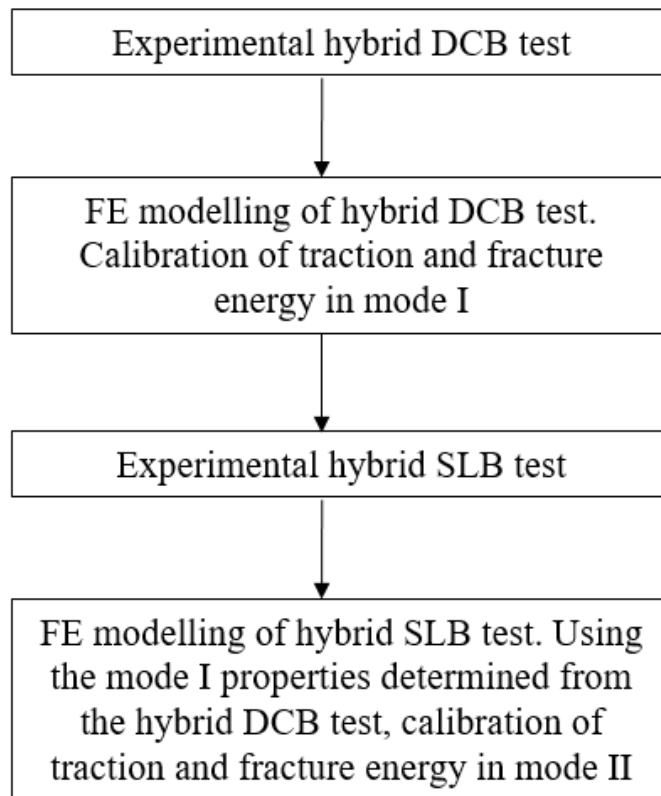 Experimental hybrid DCB test
FE modelling of hybrid DCB test.
Calibration of traction and fracture
energy in mode I
Experimental hybrid SLB test
FE modelling of hybrid SLB test. Using
the mode I properties determined from
the hybrid DCB test, calibration of
traction and fracture energy in mode II